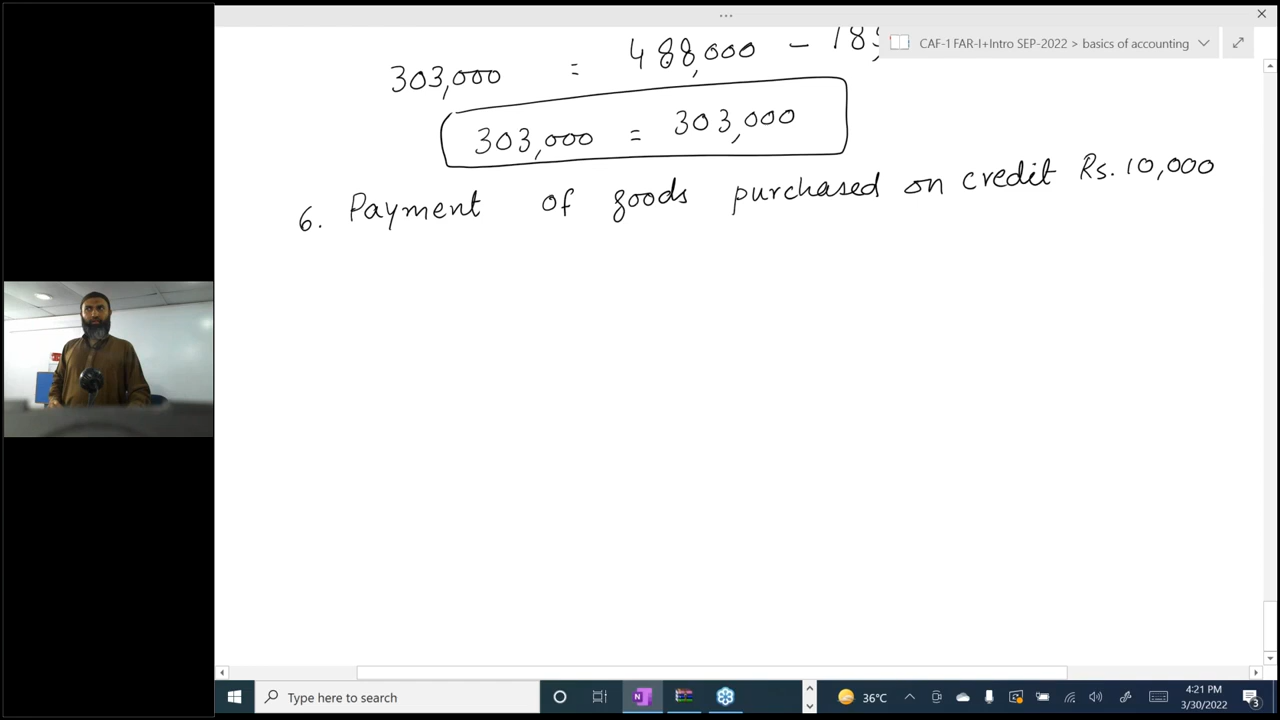 ...
CAF-1 FAR-I+Intro SEP-2022 > basics of accounting
303,000 = 488,000 -
303,000 = 303,000
6. Payment of goods purchased on credit Rs. 10,000
Type here to search
36°C
4:21 PM
3/30/2022
3